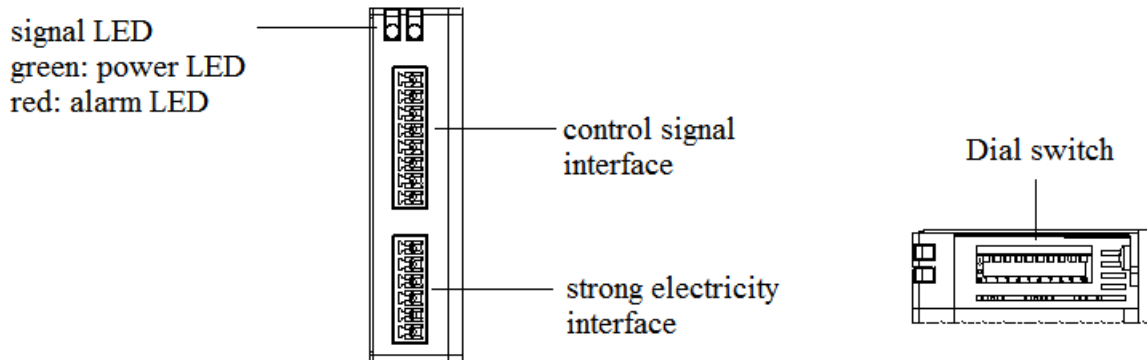 signal LED
green: power LED
red: alarm LED
control signal
interface
Dial switch
strong electricity
interface